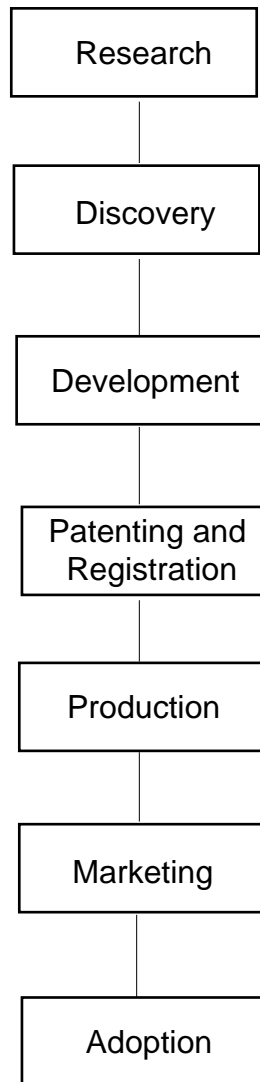 Research
Discovery
Development
Patenting and
Registration
Production
Marketing
Adoption